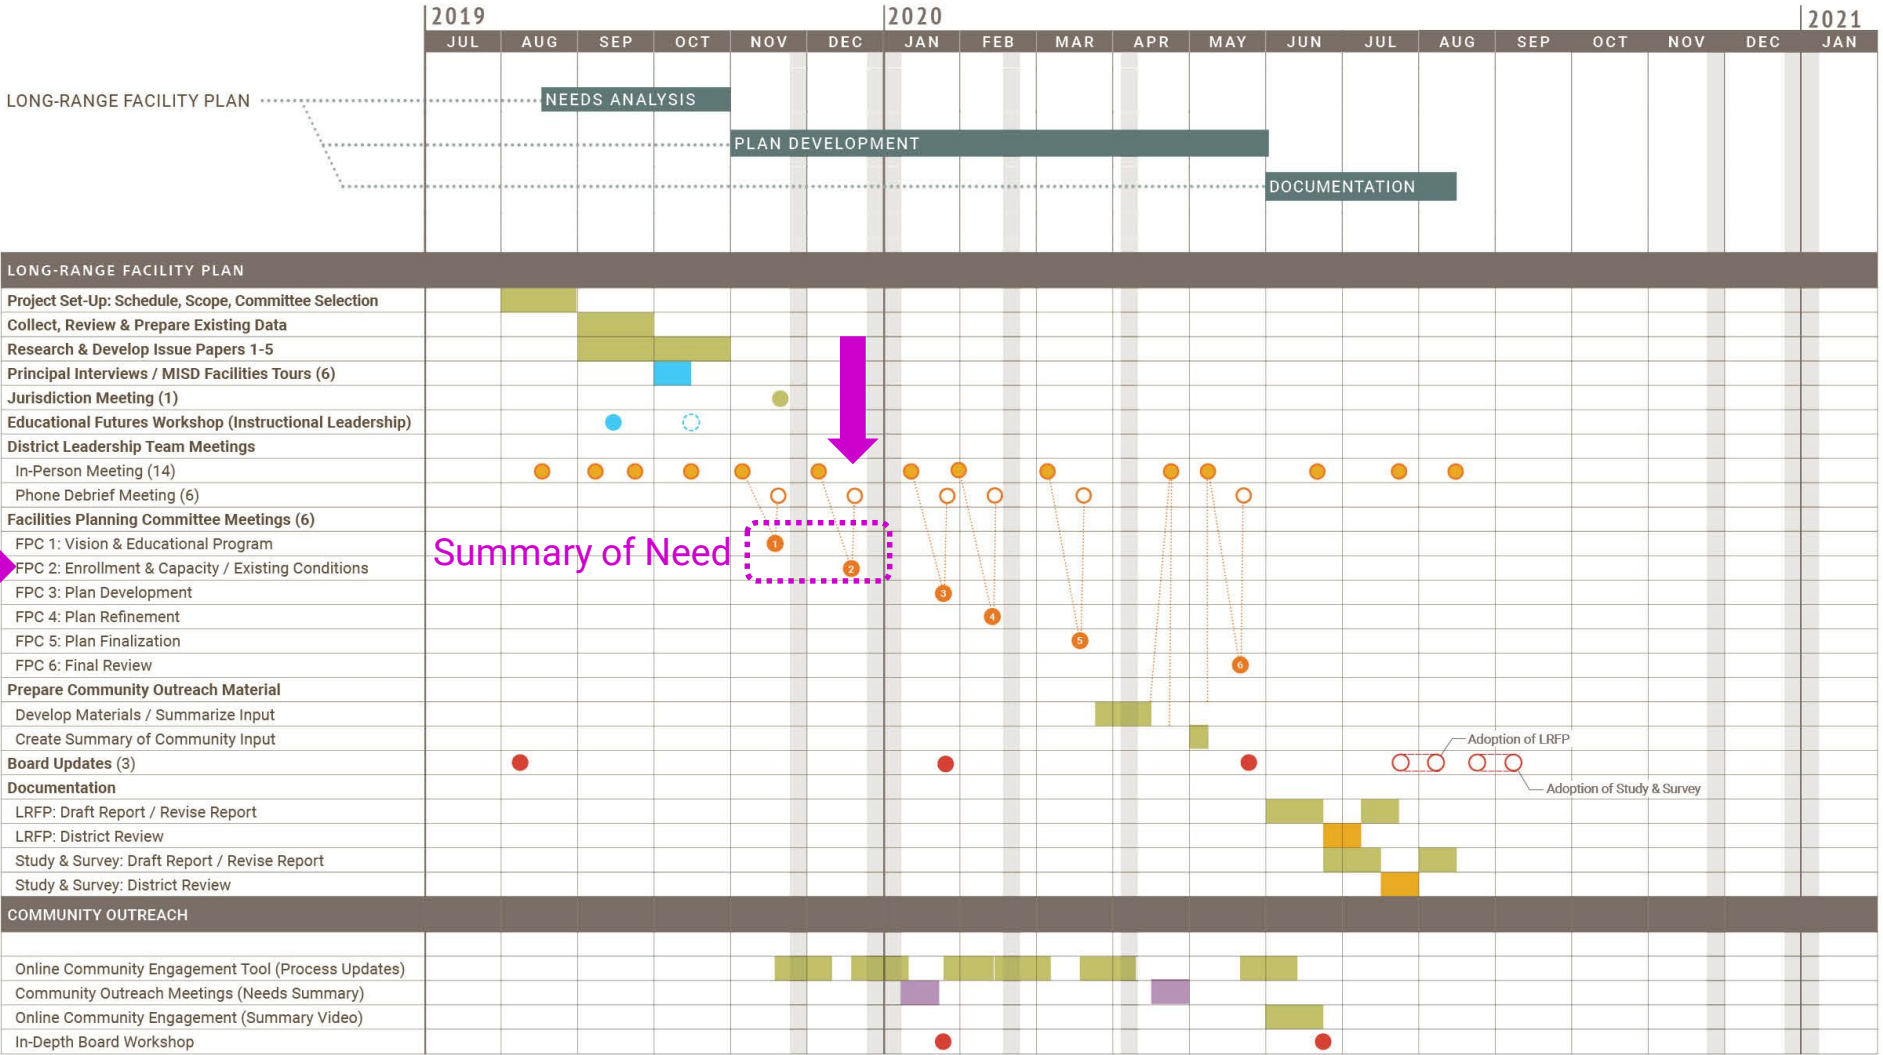 2019
2020
2021
JUL AUG SEP OCT NOV DEC JAN FEB MAR APR MAY JUN JUL AUG SEP OCT NOV DEC JAN
LONG-RANGE FACILITY PLAN
NEEDS ANALYSIS
PLAN DEVELOPMENT
DOCUMENTATION
LONG-RANGE FACILITY PLAN
Project Set-Up: Schedule, Scope, Committee Selection
Collect, Review & Prepare Existing Data
Research & Develop Issue Papers 1-5
Principal Interviews / MISD Facilities Tours (6)
Jurisdiction Meeting (1)
Educational Futures Workshop (Instructional Leadership)
District Leadership Team Meetings
In-Person Meeting (14)
Phone Debrief Meeting (6)
Facilities Planning Committee Meetings (6)
FPC 1: Vision & Educational Program
1
Summary of Need
FPC 2: Enrollment & Capacity / Existing Conditions
2
FPC 3: Plan Development
3
FPC 4: Plan Refinement
4
FPC 5: Plan Finalization
5
FPC 6: Final Review
6
Prepare Community Outreach Material
Develop Materials / Summarize Input
Create Summary of Community Input
Adoption of LRFP
Board Updates (3)
Documentation
Adoption of Study & Survey
LRFP: Draft Report / Revise Report
LRFP: District Review
Study & Survey: Draft Report / Revise Report
Study & Survey: District Review
COMMUNITY OUTREACH
Online Community Engagement Tool (Process Updates)
Community Outreach Meetings (Needs Summary)
Online Community Engagement (Summary Video)
In-Depth Board Workshop